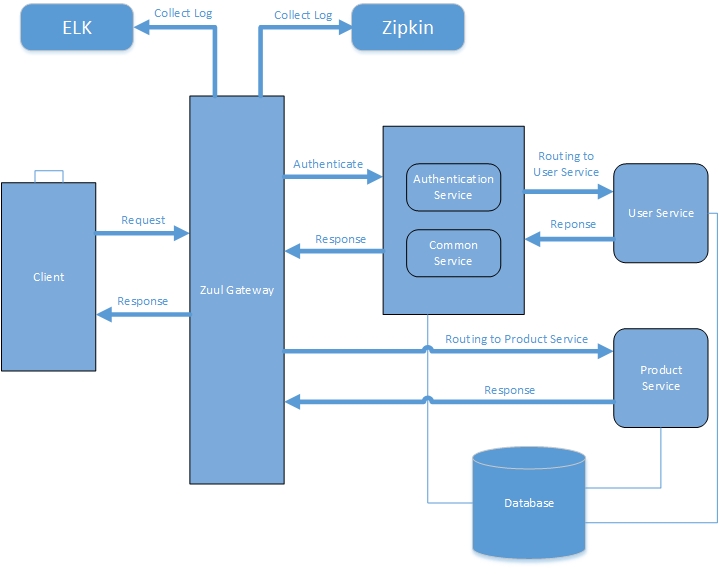 ELK
Collect Log
Collect Log
Zipkin
Authenticate
Authentication
Service
Routing to
User Service
User Service
Request
Response
Common
Service
Reponse
Client
Zuul Gateway
Response
Routing to Product Service
Product
Service
Response
Database